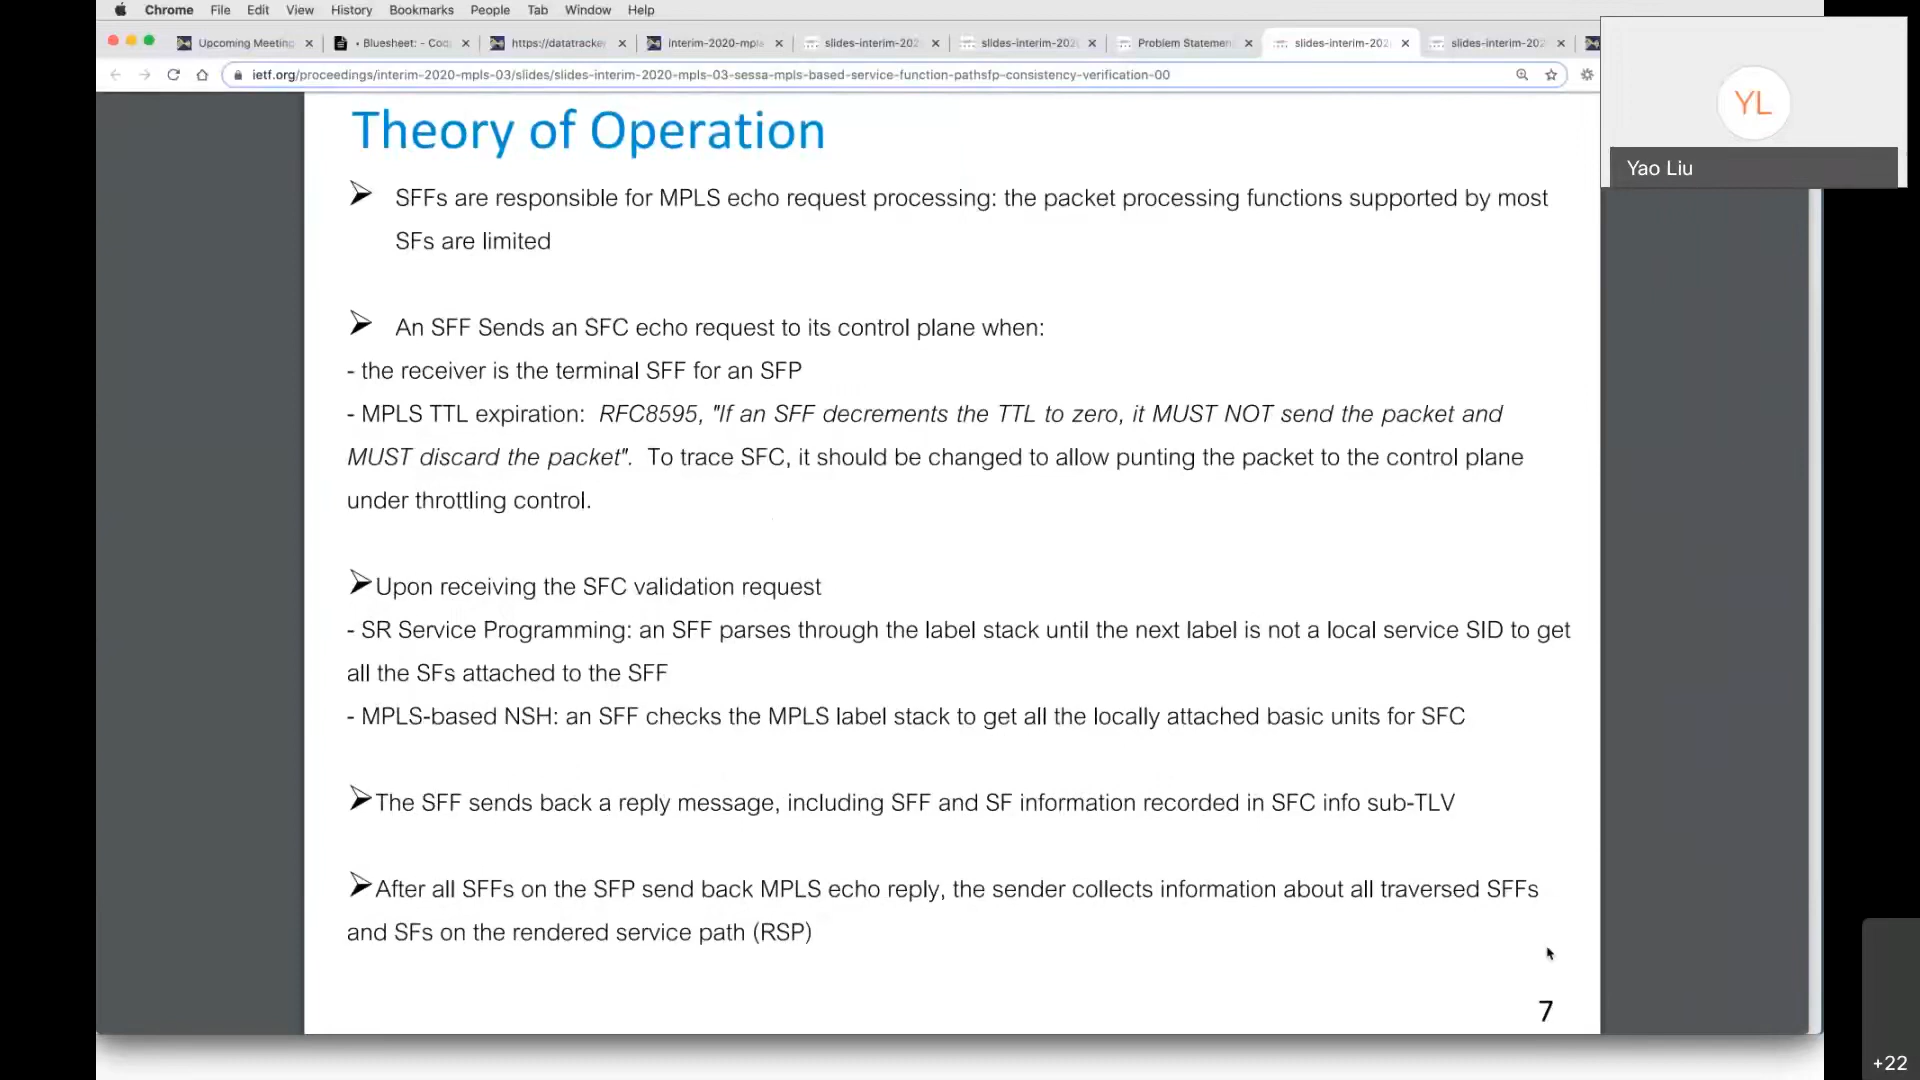 Chrome File Edit View History Bookmarks People Tab Window Help
Upcoming Meeting × • Bluesheet: - Cod × https://datatracke × Interim-2020-mpl × slides-interim-202 × slides-interim-202 × Problem Statemen × slides-interim-202 × slides-interim-202 ×
ietf.org/proceedings/interim-2020-mpls-03/slides/slides-interim-2020-mpls-03-sessa-mpls-based-service-function-pathsfp-consistency-verification-00
YL
Yao Liu
Theory of Operation
➢ SFFs are responsible for MPLS echo request processing: the packet processing functions supported by most
SFs are limited
➢ An SFF Sends an SFC echo request to its control plane when:
- the receiver is the terminal SFF for an SFP
- MPLS TTL expiration: RFC8595, "If an SFF decrements the TTL to zero, it MUST NOT send the packet and
MUST discard the packet". To trace SFC, it should be changed to allow punting the packet to the control plane
under throttling control.
➢Upon receiving the SFC validation request
- SR Service Programming: an SFF parses through the label stack until the next label is not a local service SID to get
all the SFs attached to the SFF
- MPLS-based NSH: an SFF checks the MPLS label stack to get all the locally attached basic units for SFC
➢The SFF sends back a reply message, including SFF and SF information recorded in SFC info sub-TLV
➢After all SFFs on the SFP send back MPLS echo reply, the sender collects information about all traversed SFFs
and SFs on the rendered service path (RSP)
7
+22